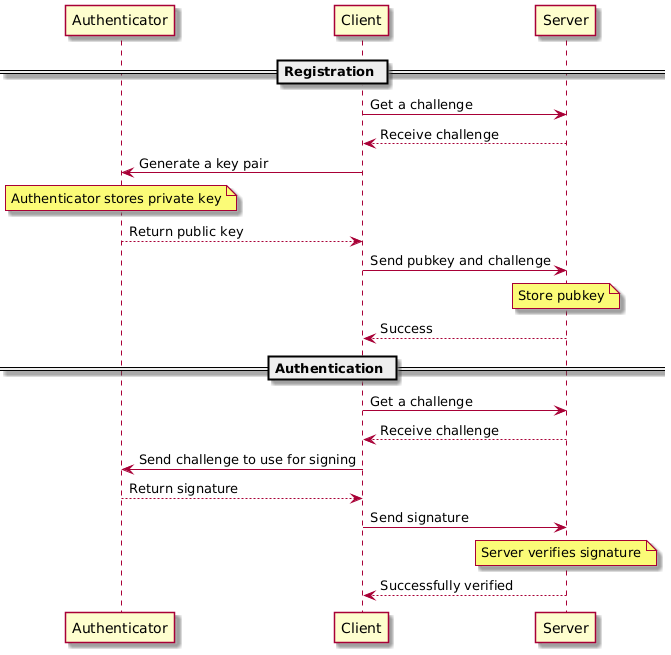 Authenticator Client Server
Registration
Get a challenge
Receive challenge
Generate a key pair
Authenticator stores private key
Return public key
Send pubkey and challenge
Store pubkey
Success
Authentication
Get a challenge
Receive challenge
Send challenge to use for signing
Return signature
Send signature
Server verifies signature
Successfully verified
Authenticator Client Server